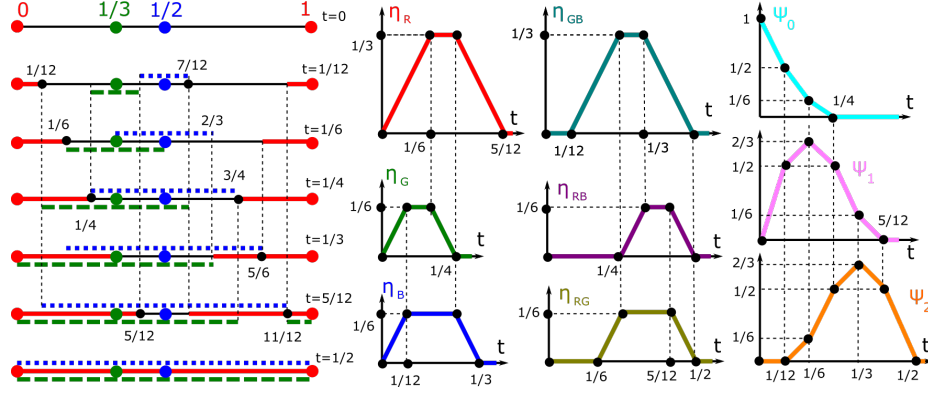 0 1/3 1/2 1 t=0
1/12 7/12 t=1/12
1/6 2/3 t=1/6
3/4 t=1/4
1/4
t=1/3
5/6
t=5/12
5/12 11/12
t=1/2
η_R
1/3
t
1/6 5/12
η_G
1/6
t
1/4
η_B
1/6
t
1/12 1/3
η_GB
1/3
t
1/12 1/3
η_RB
1/6
t
1/4
η_RG
1/6
t
1/6 5/12 1/2
Ψ_0
1
1/2
1/6
1/4
t
2/3
Ψ_1
1/2
1/6
5/12
t
2/3
1/2
Ψ_2
1/6
t
1/12 1/6 1/3 1/2